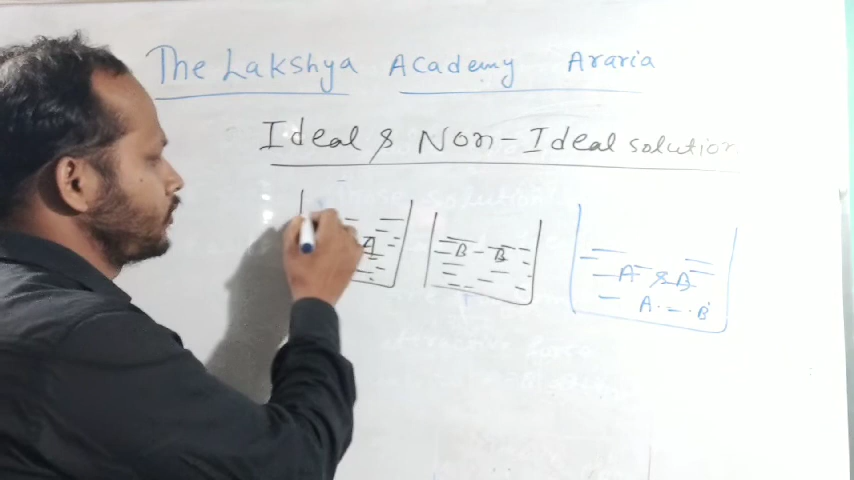 The Lakshya Academy Araria
Ideal & Non-Ideal solution
A
B - B
A & B
A - B